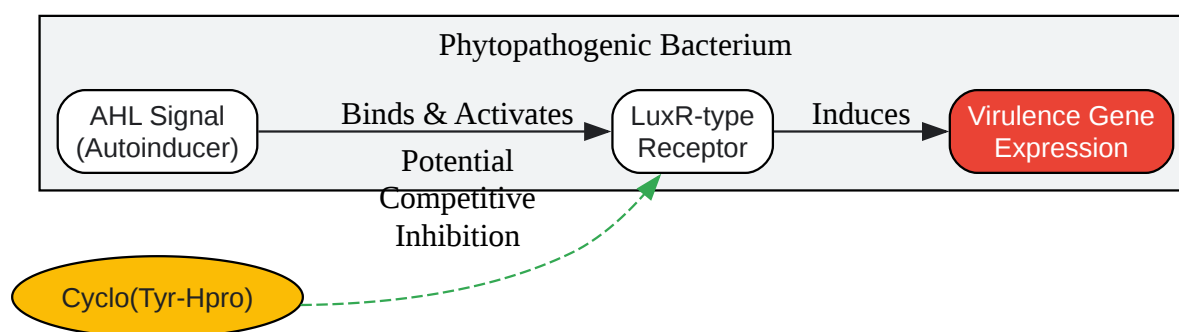 Phytopathogenic Bacterium
AHL Signal
(Autoinducer)
Binds & Activates
LuxR-type
Receptor
Induces
Virulence Gene
Expression
Potential
Competitive
Inhibition
Cyclo(Tyr-Hpro)